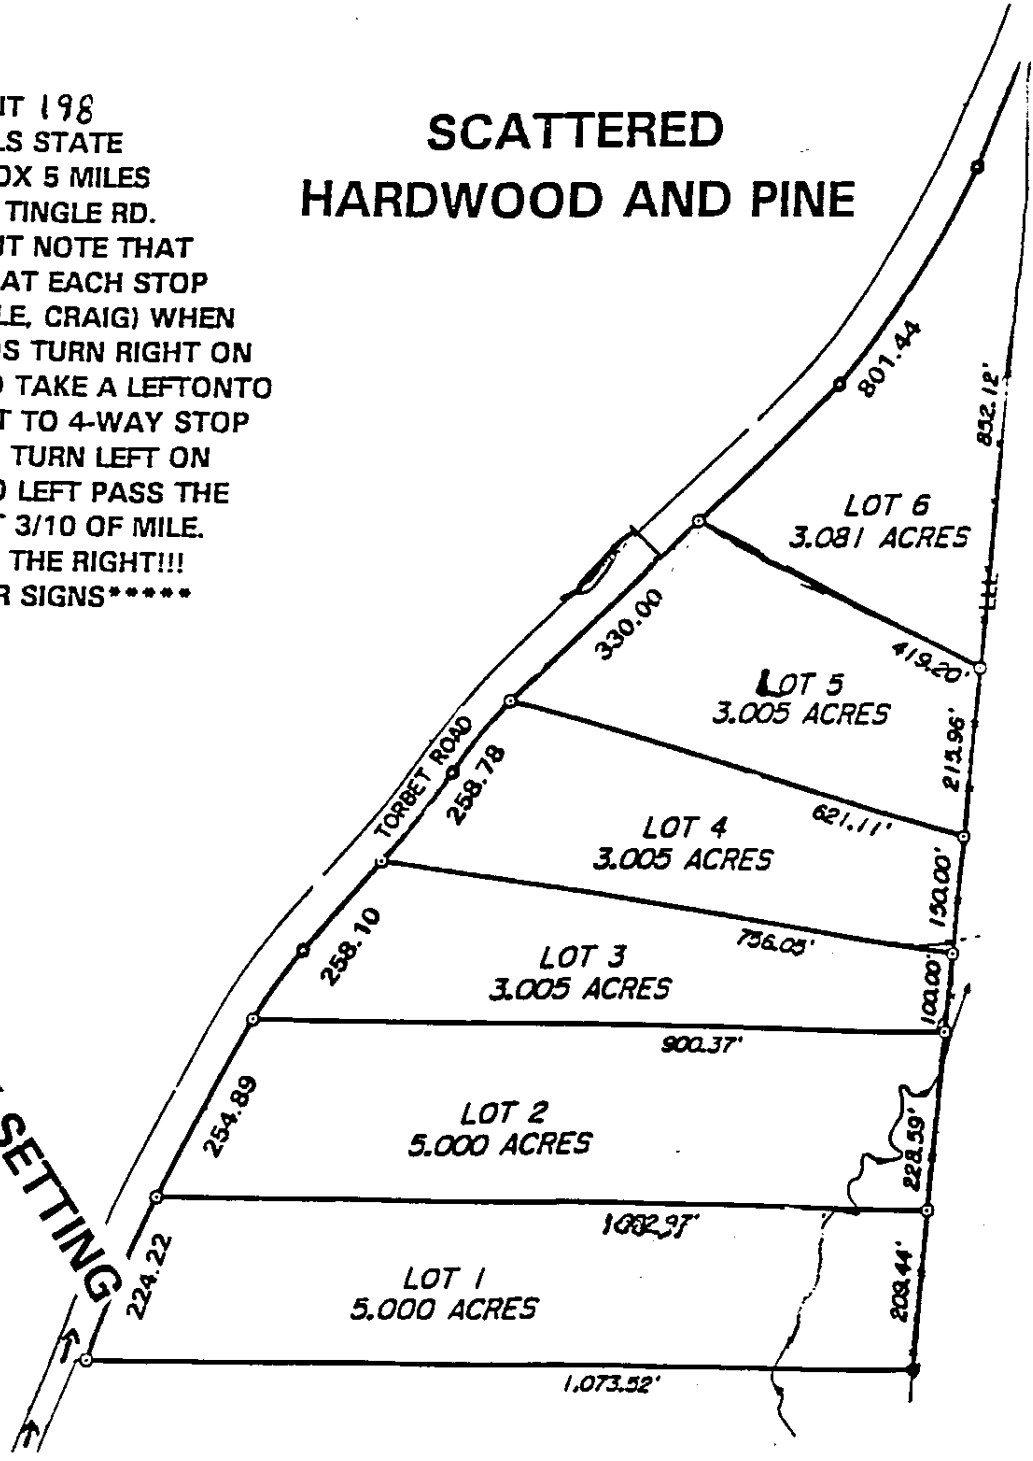 IT 198
LS STATE
OX 5 MILES
TINGLE RD.
UT NOTE THAT
AT EACH STOP
LE, CRAIG) WHEN
OS TURN RIGHT ON
O TAKE A LEFTONTO
T TO 4-WAY STOP
TURN LEFT ON
O LEFT PASS THE
T 3/10 OF MILE.
THE RIGHT!!!
R SIGNS*****
SCATTERED
HARDWOOD AND PINE
801.44
852.12'
LOT 6
3.081 ACRES
330.00
419.20'
LOT 5
3.005 ACRES
215.96'
TORBET ROAD
258.78
621.11'
LOT 4
3.005 ACRES
150.00'
258.10
756.05'
LOT 3
3.005 ACRES
100.00'
900.37'
254.89
LOT 2
5.000 ACRES
228.59'
SETTING
224.22
LOT 1
5.000 ACRES
209.44'
1,073.52'